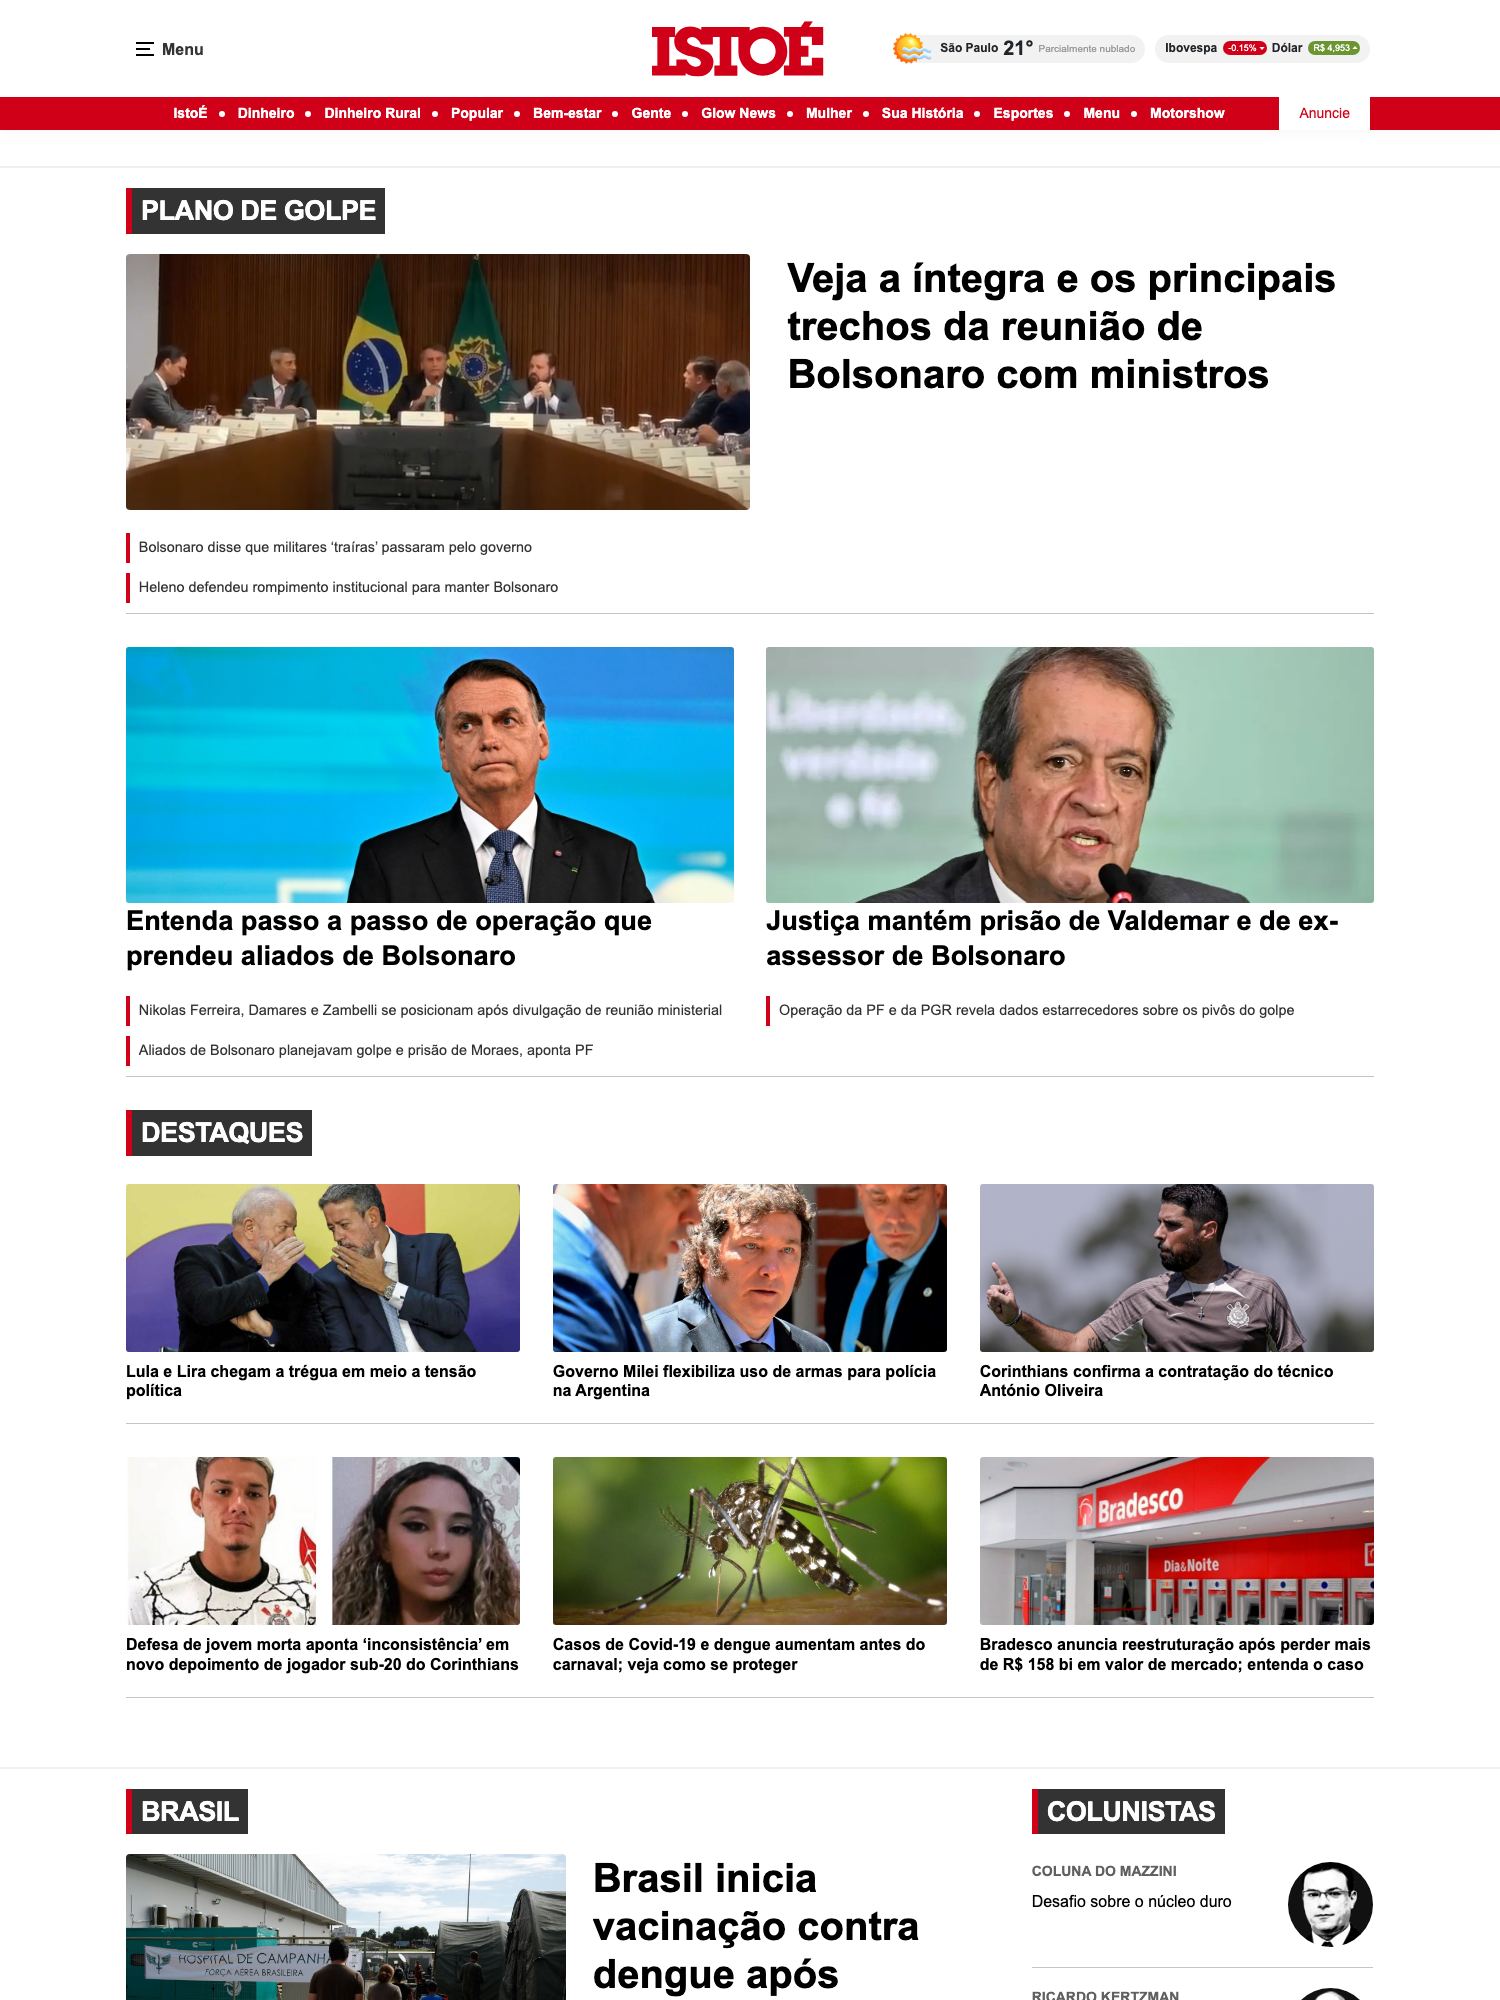 Menu
ISTOÉ
São Paulo 21° Parcialmente nublado
Ibovespa -0.15% Dólar R$ 4,953
IstoÉ • Dinheiro • Dinheiro Rural • Popular • Bem-estar • Gente • Glow News • Mulher • Sua História • Esportes • Menu • Motorshow
Anuncie
PLANO DE GOLPE
Veja a íntegra e os principais
trechos da reunião de
Bolsonaro com ministros
Bolsonaro disse que militares ‘traíras’ passaram pelo governo
Heleno defendeu rompimento institucional para manter Bolsonaro
Liberdade,
verdade
e fé
Entenda passo a passo de operação que
prendeu aliados de Bolsonaro
Nikolas Ferreira, Damares e Zambelli se posicionam após divulgação de reunião ministerial
Aliados de Bolsonaro planejavam golpe e prisão de Moraes, aponta PF
Justiça mantém prisão de Valdemar e de ex-
assessor de Bolsonaro
Operação da PF e da PGR revela dados estarrecedores sobre os pivôs do golpe
DESTAQUES
Lula e Lira chegam a trégua em meio a tensão
política
Governo Milei flexibiliza uso de armas para polícia
na Argentina
Corinthians confirma a contratação do técnico
António Oliveira
Bradesco
Dia&Noite
Defesa de jovem morta aponta ‘inconsistência’ em
novo depoimento de jogador sub-20 do Corinthians
Casos de Covid-19 e dengue aumentam antes do
carnaval; veja como se proteger
Bradesco anuncia reestruturação após perder mais
de R$ 158 bi em valor de mercado; entenda o caso
BRASIL
HOSPITAL DE CAMPANHA
FORÇA AÉREA BRASILEIRA
Brasil inicia
vacinação contra
dengue após
COLUNISTAS
COLUNA DO MAZZINI
Desafio sobre o núcleo duro
RICARDO KERTZMAN